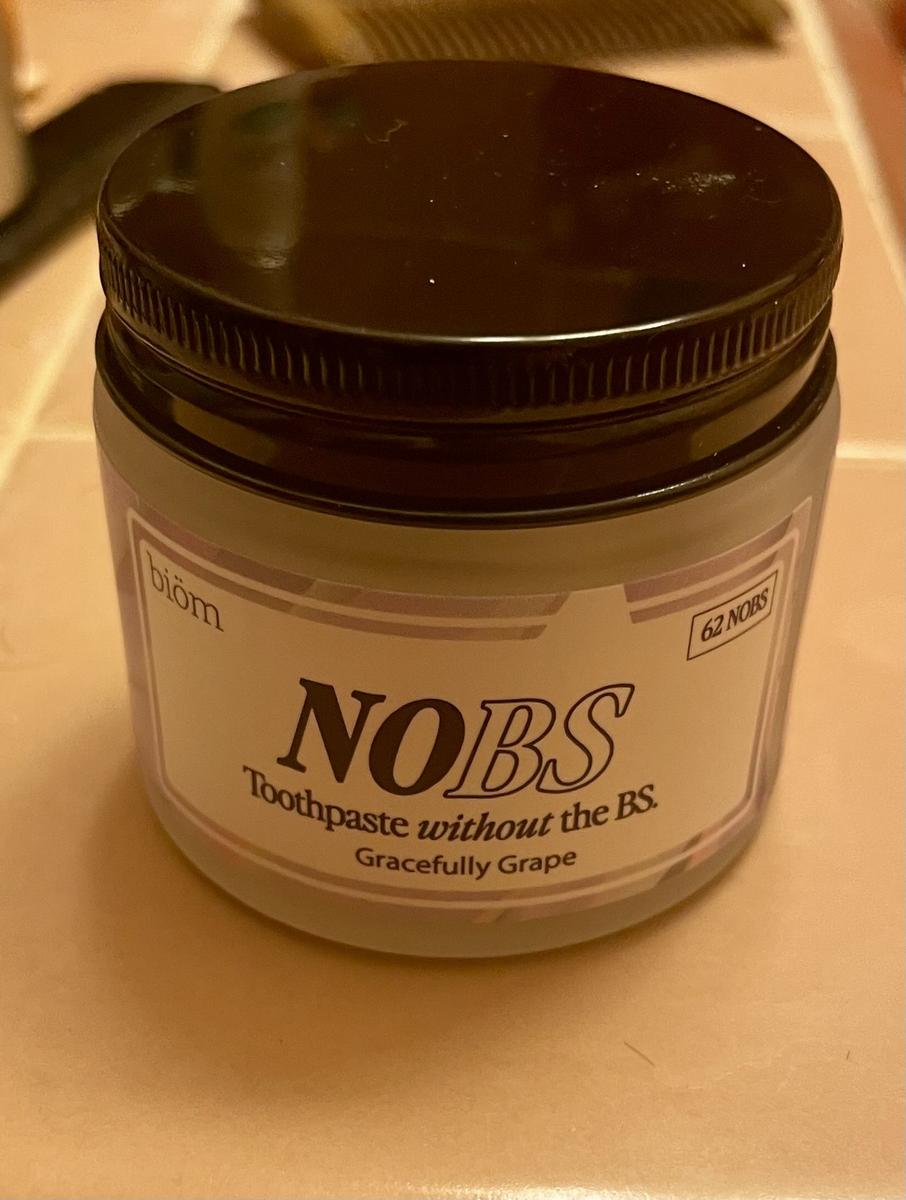 biöm
62 NOBS
NOBS
Toothpaste without the BS.
Gracefully Grape